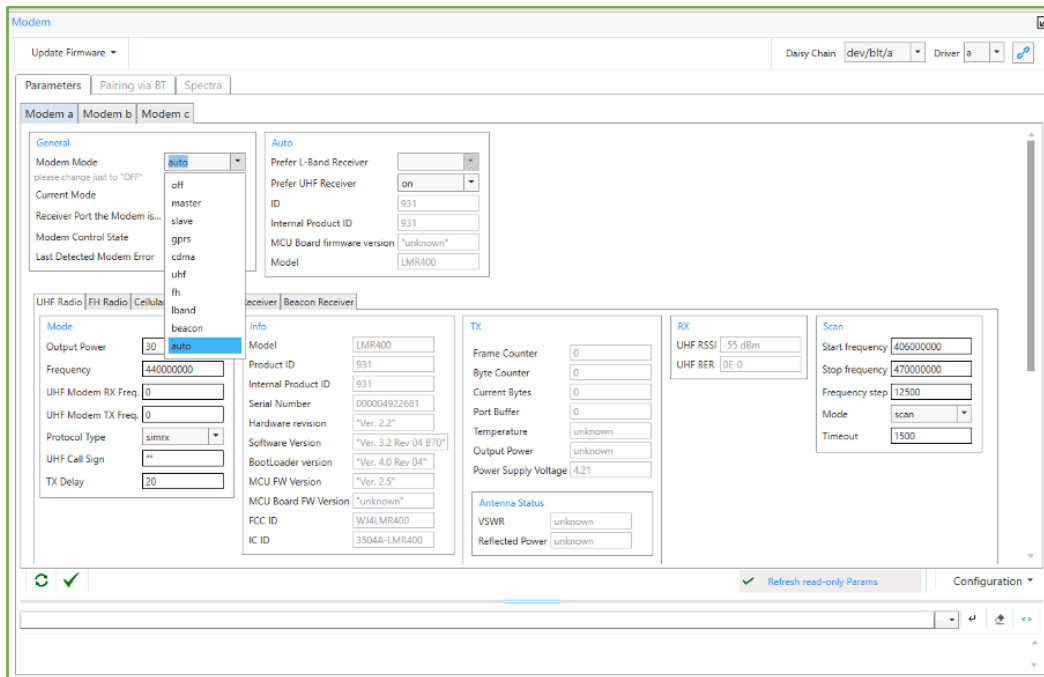 Modem
Update Firmware
Daisy Chain dev/blt/a Driver a
Parameters Pairing via BT Spectra
Modem a Modem b Modem c
General
Modem Mode auto
please change just to "OFF"
Current Mode
Receiver Port the Modem is...
Modem Control State
Last Detected Modem Error
off
master
slave
gprs
cdma
uhf
fh
lband
beacon
auto
Auto
Prefer L-Band Receiver
Prefer UHF Receiver on
ID 931
Internal Product ID 931
MCU Board firmware version "unknown"
Model LMR400
UHF Radio FH Radio Cellula Receiver Beacon Receiver
Mode
Output Power 30
Frequency 440000000
UHF Modem RX Freq. 0
UHF Modem TX Freq. 0
Protocol Type simrx
UHF Call Sign ""
TX Delay 20
Info
Model LMR400
Product ID 931
Internal Product ID 931
Serial Number 000004922681
Hardware revision "Ver. 2.2"
Software Version "Ver. 3.2 Rev 04 B70"
BootLoader version "Ver. 4.0 Rev 04"
MCU FW Version "Ver. 2.5"
MCU Board FW Version "unknown"
FCC ID WJ4LMR400
IC ID 3504A-LMR400
TX
Frame Counter 0
Byte Counter 0
Current Bytes 0
Port Buffer 0
Temperature unknown
Output Power unknown
Power Supply Voltage 4.21
Antenna Status
VSWR unknown
Reflected Power unknown
RX
UHF RSSI -55 dBm
UHF BER 0E-0
Scan
Start frequency 406000000
Stop frequency 470000000
Frequency step 12500
Mode scan
Timeout 1500
Refresh read-only Params Configuration